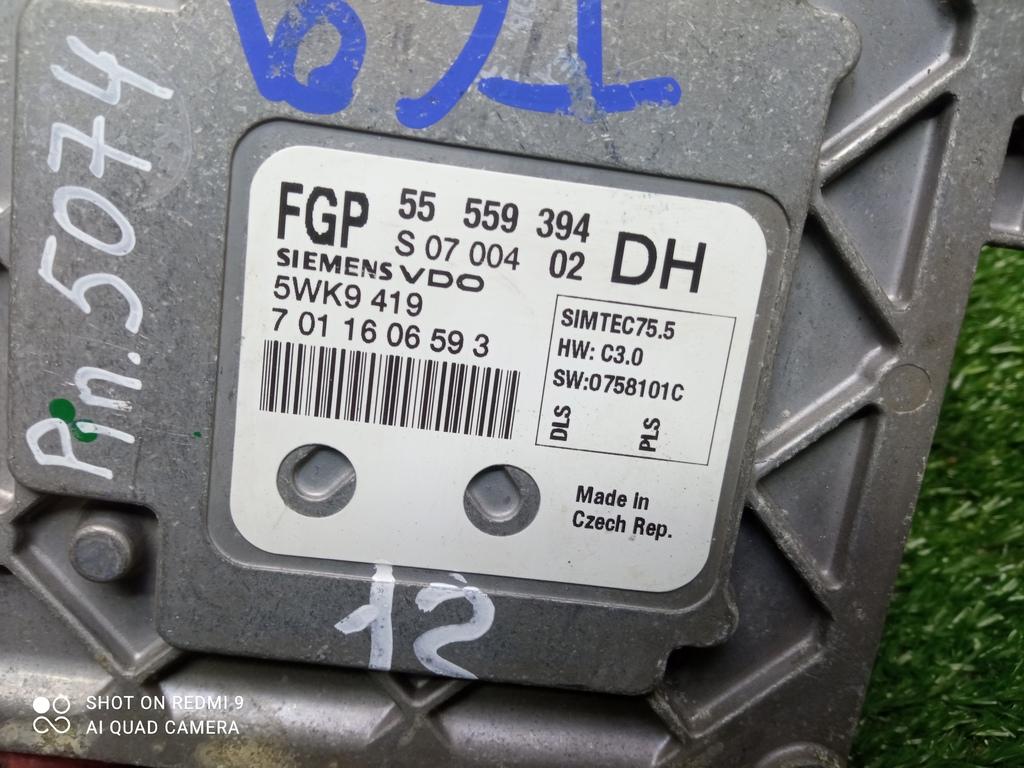 Pin.5074
FGP 55 559 394 DH
S 07 004 02
SIEMENS VDO
5WK9 419
7 01 16 06 59 3
SIMTEC75.5
HW: C3.0
SW:0758101C
DLS PLS
Made in
Czech Rep.
12
SHOT ON REDMI 9
AI QUAD CAMERA